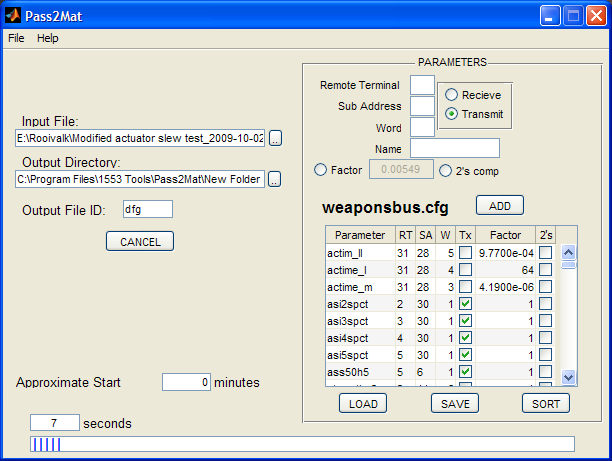 Pass2Mat
File Help
PARAMETERS
Remote Terminal
Sub Address
Word
Name
Recieve
Transmit
Factor 0.00549 2's comp
Input File:
E:\Rooivalk\Modified actuator slew test_2009-10-02 ..
Output Directory:
C:\Program Files\1553 Tools\Pass2Mat\New Folder ..
Output File ID: dfg
CANCEL
weaponsbus.cfg ADD
Parameter RT SA W Tx Factor 2's
actim_ll 31 28 5 9.7700e-04
actime_l 31 28 4 64
actime_m 31 28 3 4.1900e-06
asi2spct 2 30 1 1
asi3spct 3 30 1 1
asi4spct 4 30 1 1
asi5spct 5 30 1 1
ass50h5 5 6 1 1
LOAD SAVE SORT
Approximate Start 0 minutes
7 seconds